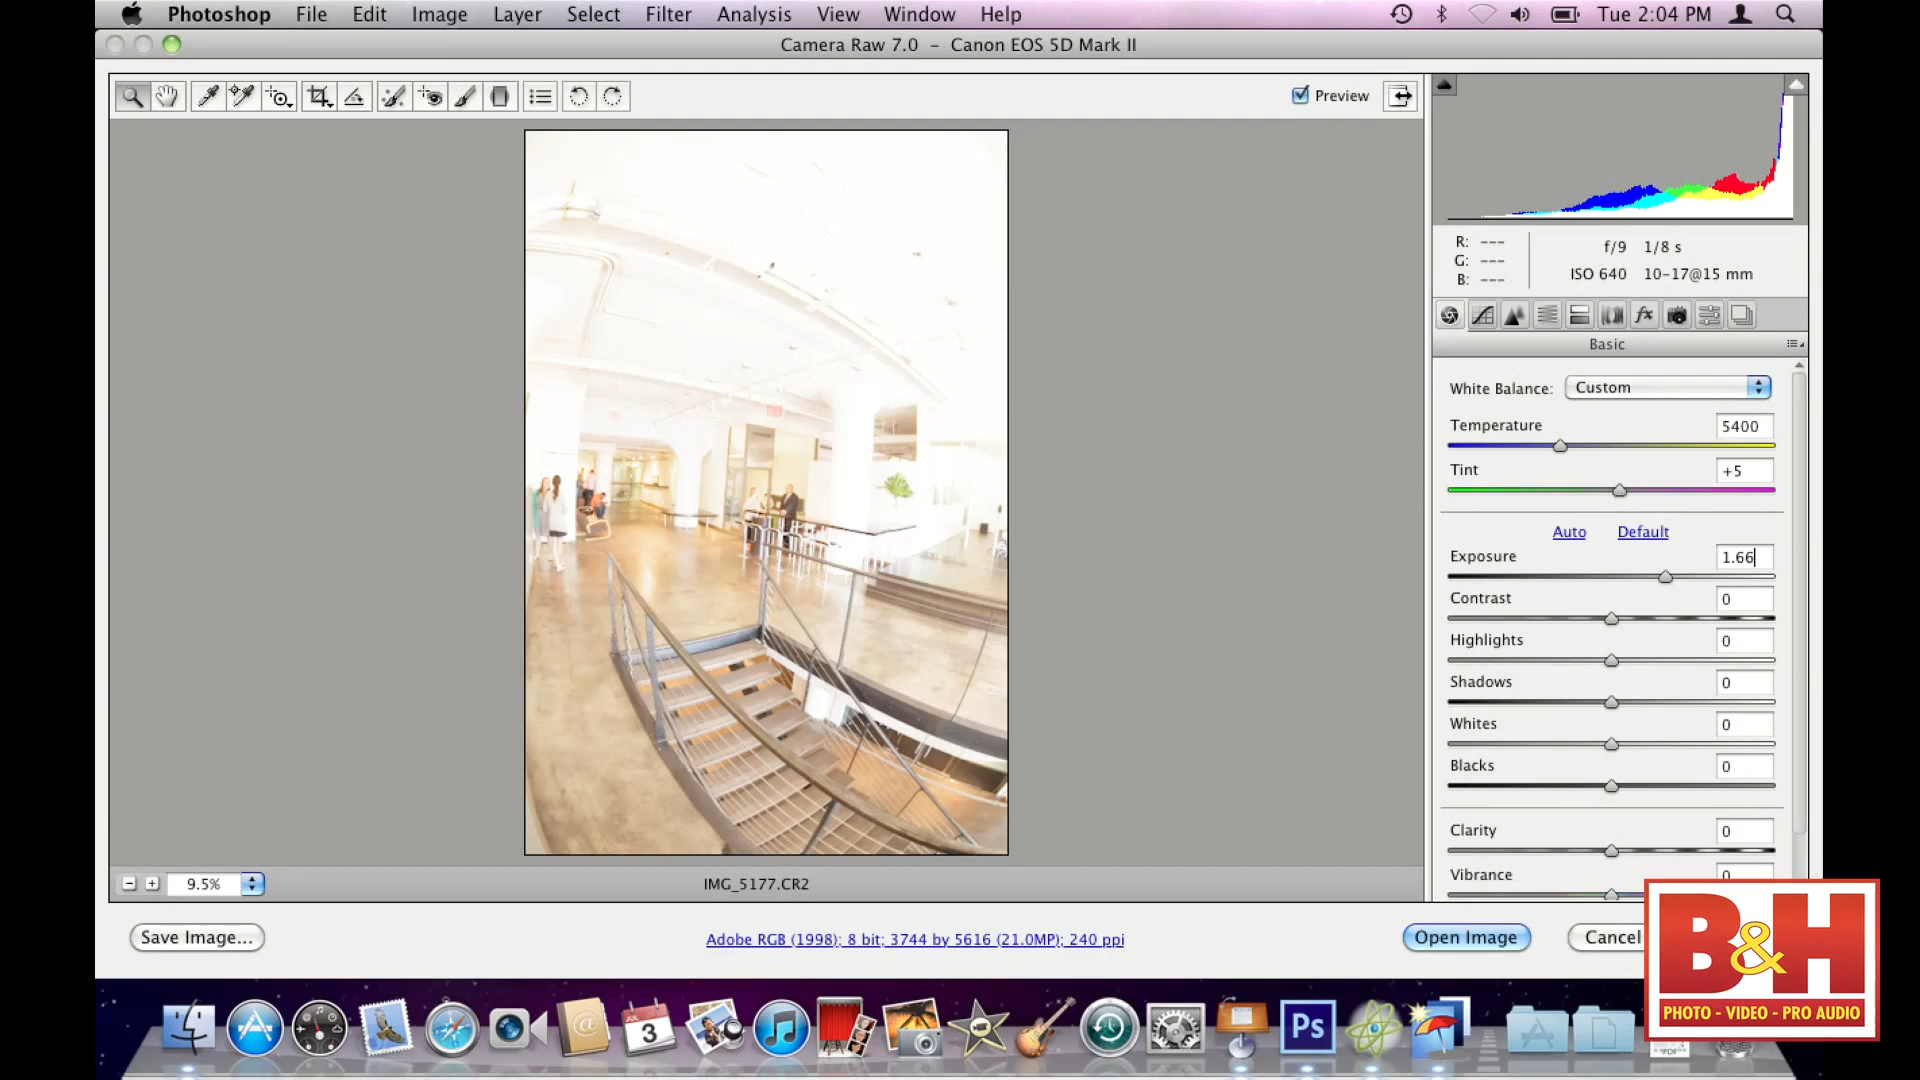 Photoshop File Edit Image Layer Select Filter Analysis View Window Help Tue 2:04 PM
Camera Raw 7.0 – Canon EOS 5D Mark II
Preview
R: ---
G: ---
B: ---
f/9 1/8 s
ISO 640 10-17@15 mm
fx
Basic
White Balance: Custom
Temperature 5400
Tint +5
Auto Default
Exposure 1.66
Contrast 0
Highlights 0
Shadows 0
Whites 0
Blacks 0
Clarity 0
Vibrance 0
9.5% IMG_5177.CR2
Save Image... Adobe RGB (1998); 8 bit; 3744 by 5616 (21.0MP); 240 ppi Open Image Cancel
3
Ps
B&H
PHOTO - VIDEO - PRO AUDIO